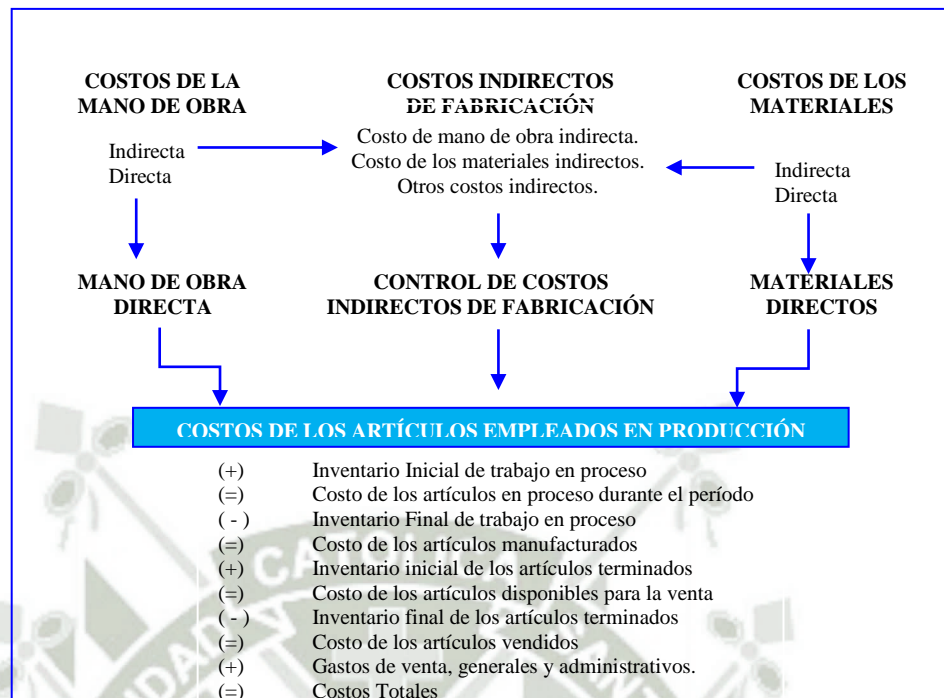 COSTOS DE LA
MANO DE OBRA
Indirecta
Directa
COSTOS INDIRECTOS
DE FABRICACIÓN
Costo de mano de obra indirecta.
Costo de los materiales indirectos.
Otros costos indirectos.
COSTOS DE LOS
MATERIALES
Indirecta
Directa
MANO DE OBRA
DIRECTA
CONTROL DE COSTOS
INDIRECTOS DE FABRICACIÓN
MATERIALES
DIRECTOS
COSTOS DE LOS ARTÍCULOS EMPLEADOS EN PRODUCCIÓN
(+) Inventario Inicial de trabajo en proceso
(=) Costo de los artículos en proceso durante el período
( - ) Inventario Final de trabajo en proceso
(=) Costo de los artículos manufacturados
(+) Inventario inicial de los artículos terminados
(=) Costo de los artículos disponibles para la venta
( - ) Inventario final de los artículos terminados
(=) Costo de los artículos vendidos
(+) Gastos de venta, generales y administrativos.
(=) Costos Totales
CATOLICA